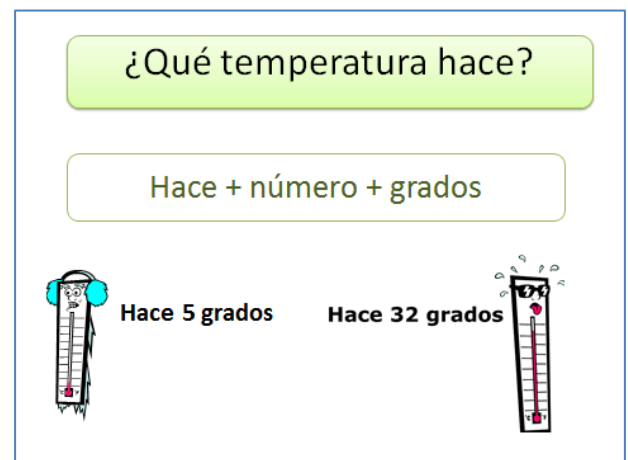 ¿Qué temperatura hace?
Hace + número + grados
Hace 5 grados
Hace 32 grados